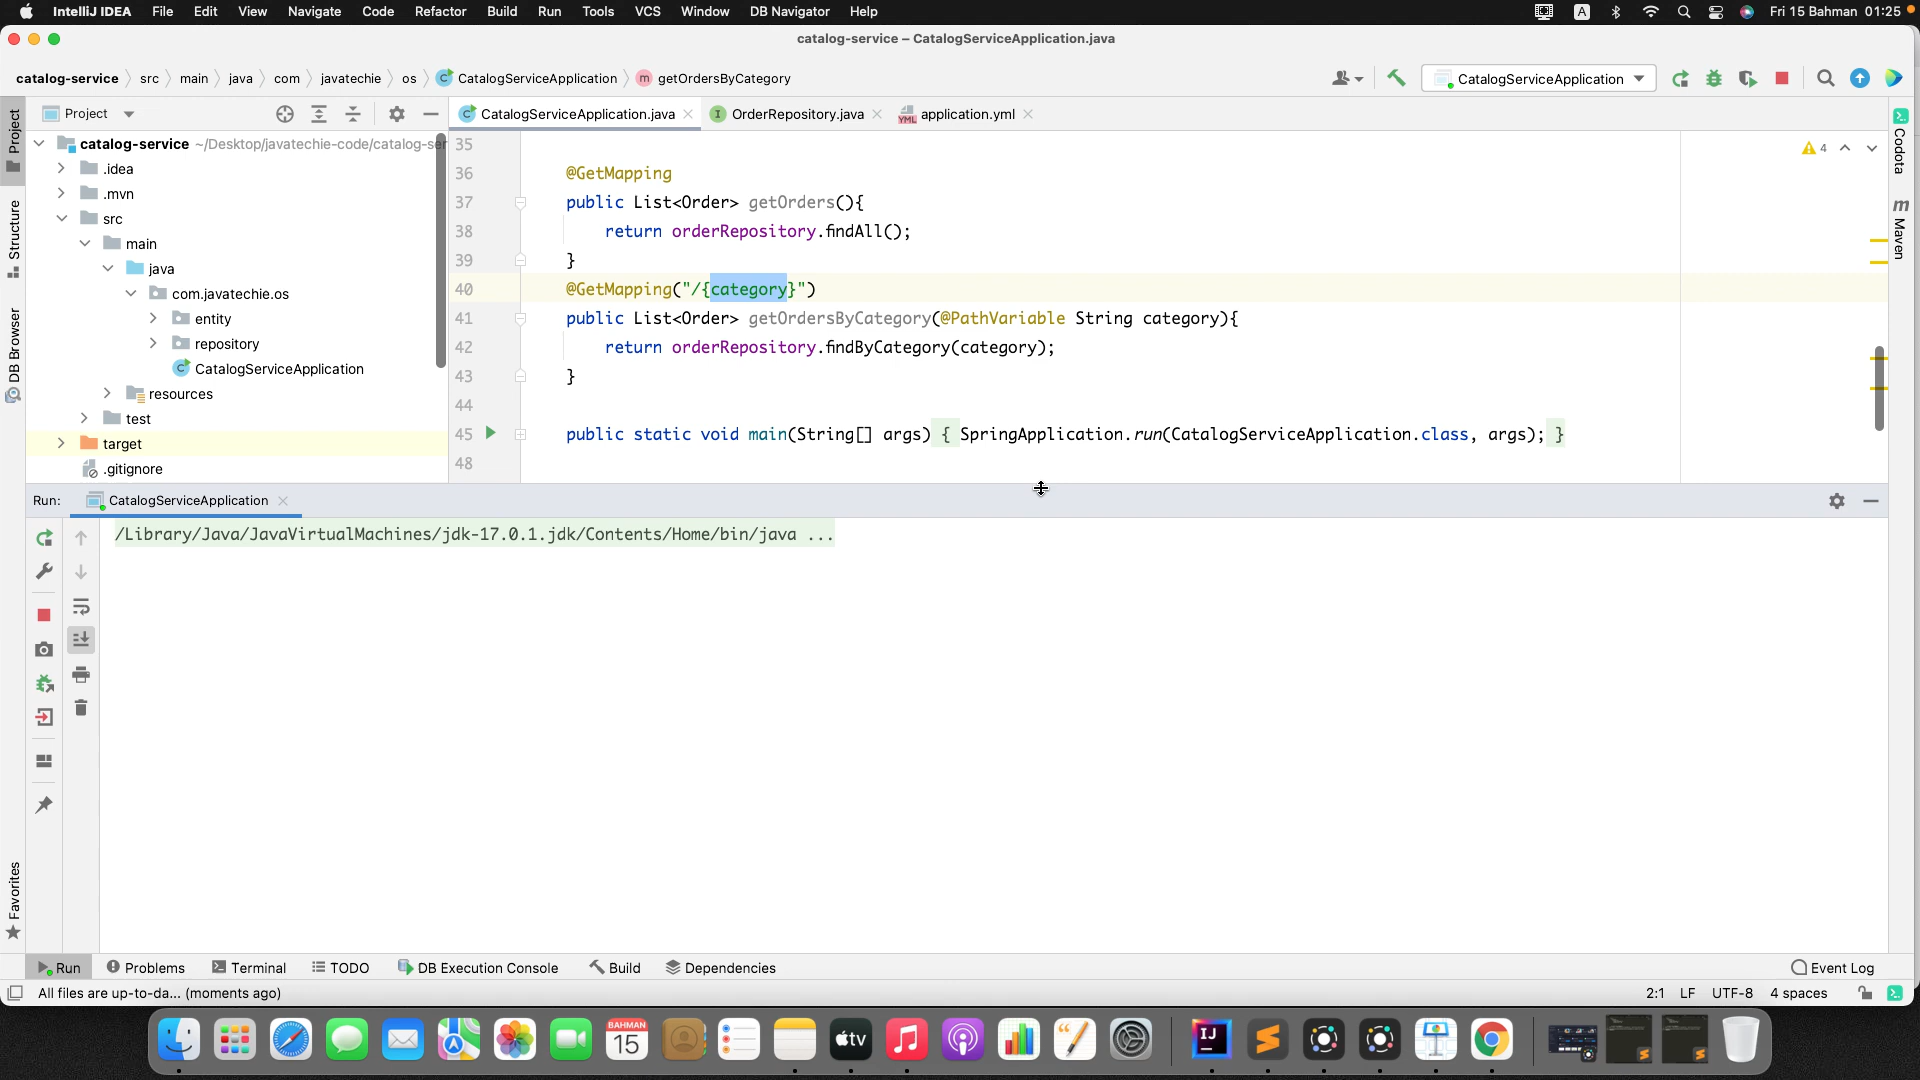 IntelliJ IDEA File Edit View Navigate Code Refactor Build Run Tools VCS Window DB Navigator Help A Fri 15 Bahman 01:25
catalog-service – CatalogServiceApplication.java
catalog-service src main java com javatechie os CatalogServiceApplication m getOrdersByCategory CatalogServiceApplication
Project
CatalogServiceApplication.java OrderRepository.java application.yml
catalog-service ~/Desktop/javatechie-code/catalog-ser
.idea
.mvn
src
main
java
com.javatechie.os
entity
repository
CatalogServiceApplication
resources
test
target
.gitignore
35
36 @GetMapping
37 public List<Order> getOrders(){
38 return orderRepository.findAll();
39 }
40 @GetMapping("/{category}")
41 public List<Order> getOrdersByCategory(@PathVariable String category){
42 return orderRepository.findByCategory(category);
43 }
44
45 public static void main(String[] args) { SpringApplication.run(CatalogServiceApplication.class, args); }
48
4
Project
Structure
DB Browser
Favorites
Codota
m Maven
Run: CatalogServiceApplication
/Library/Java/JavaVirtualMachines/jdk-17.0.1.jdk/Contents/Home/bin/java ...
Run Problems Terminal TODO DB Execution Console Build Dependencies Event Log
All files are up-to-da... (moments ago) 2:1 LF UTF-8 4 spaces
BAHMAN
15
tv
IJ